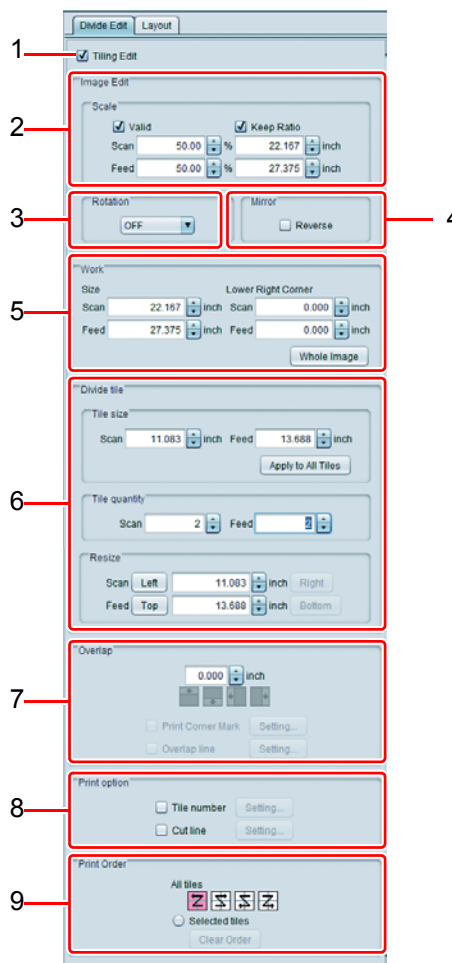 Divide Edit Layout
1 Tiling Edit
Image Edit
Scale
2 Valid Keep Ratio
Scan 50.00 % 22.167 inch
Feed 50.00 % 27.375 inch
Rotation Mirror
3 OFF Reverse 4
Work
Size Lower Right Corner
5 Scan 22.167 inch Scan 0.000 inch
Feed 27.375 inch Feed 0.000 inch
Whole Image
Divide tile
Tile size
Scan 11.083 inch Feed 13.688 inch
Apply to All Tiles
6 Tile quantity
Scan 2 Feed 2
Resize
Scan Left 11.083 inch Right
Feed Top 13.688 inch Bottom
Overlap
0.000 inch
7 Print Corner Mark Setting...
Overlap line Setting...
Print option
8 Tile number Setting...
Cut line Setting...
Print Order
All tiles
9 Selected tiles
Clear Order